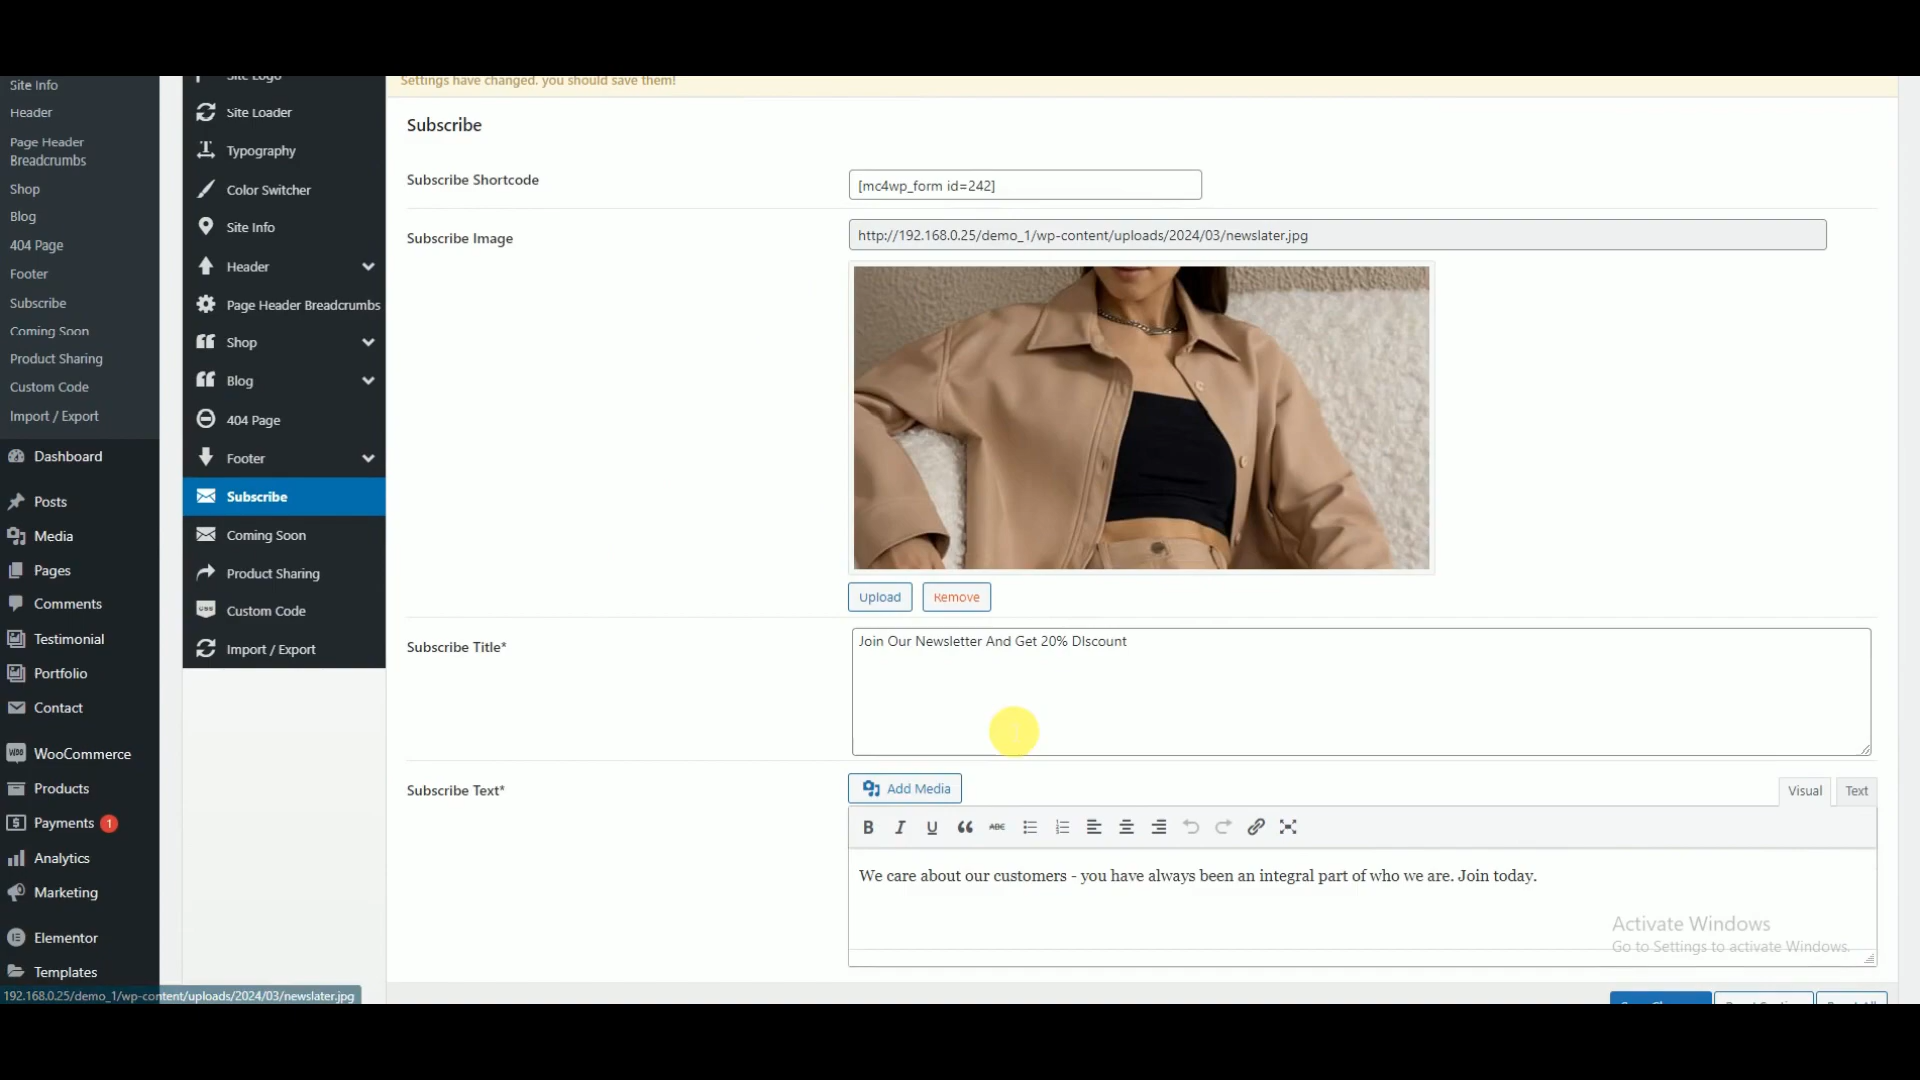 Site Info
Header
Page Header
Breadcrumbs
Shop
Blog
404 Page
Footer
Subscribe
Coming Soon
Product Sharing
Custom Code
Import / Export
Dashboard
Posts
Media
Pages
Comments
Testimonial
Portfolio
Contact
WooCommerce
Products
Payments 1
Analytics
Marketing
Elementor
Templates
192.168.0.25/demo_1/wp-content/uploads/2024/03/newslater.jpg
Site Logo
Site Loader
Typography
Color Switcher
Site Info
Header
Page Header Breadcrumbs
Shop
Blog
404 Page
Footer
Subscribe
Coming Soon
Product Sharing
Custom Code
Import / Export
Settings have changed. you should save them!
Subscribe
Subscribe Shortcode
[mc4wp_form id=242]
Subscribe Image
http://192.168.0.25/demo_1/wp-content/uploads/2024/03/newslater.jpg
Upload Remove
Subscribe Title*
Join Our Newsletter And Get 20% DIscount
Subscribe Text*
Add Media
Visual Text
B I U ABC
We care about our customers - you have always been an integral part of who we are. Join today.
Activate Windows
Go to Settings to activate Windows.